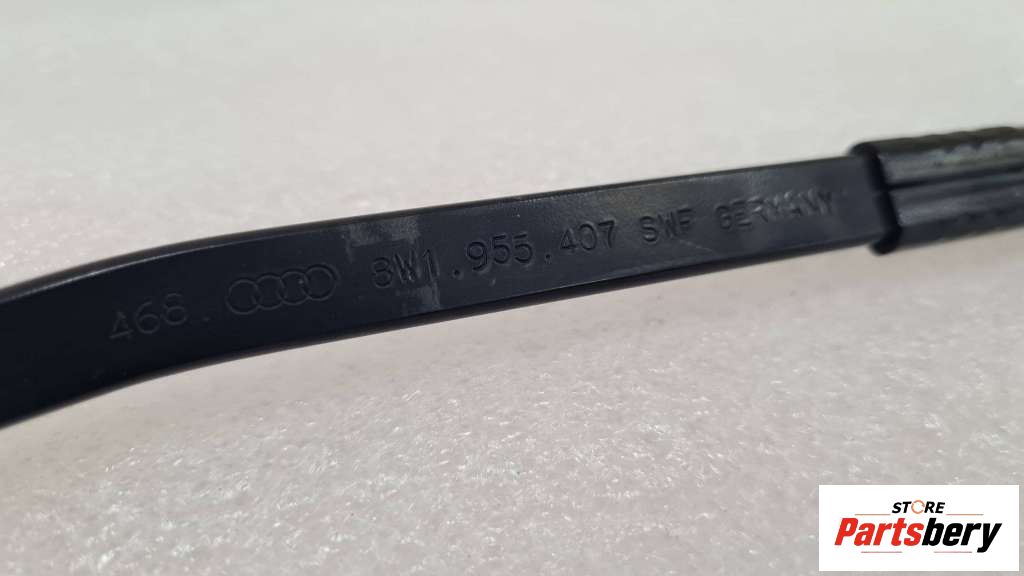 468. 8W1.955.407 SWF GERMANY
STORE
Partsbery